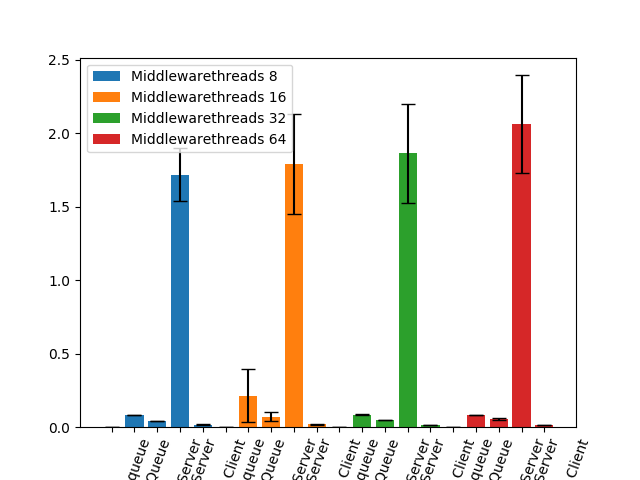 2.5
2.0
1.5
1.0
0.5
0.0
Middlewarethreads 8
Middlewarethreads 16
Middlewarethreads 32
Middlewarethreads 64
queue
Queue
Server
Server
Client
queue
Queue
Server
Server
Client
queue
Queue
Server
Server
Client
queue
Queue
Server
Server
Client